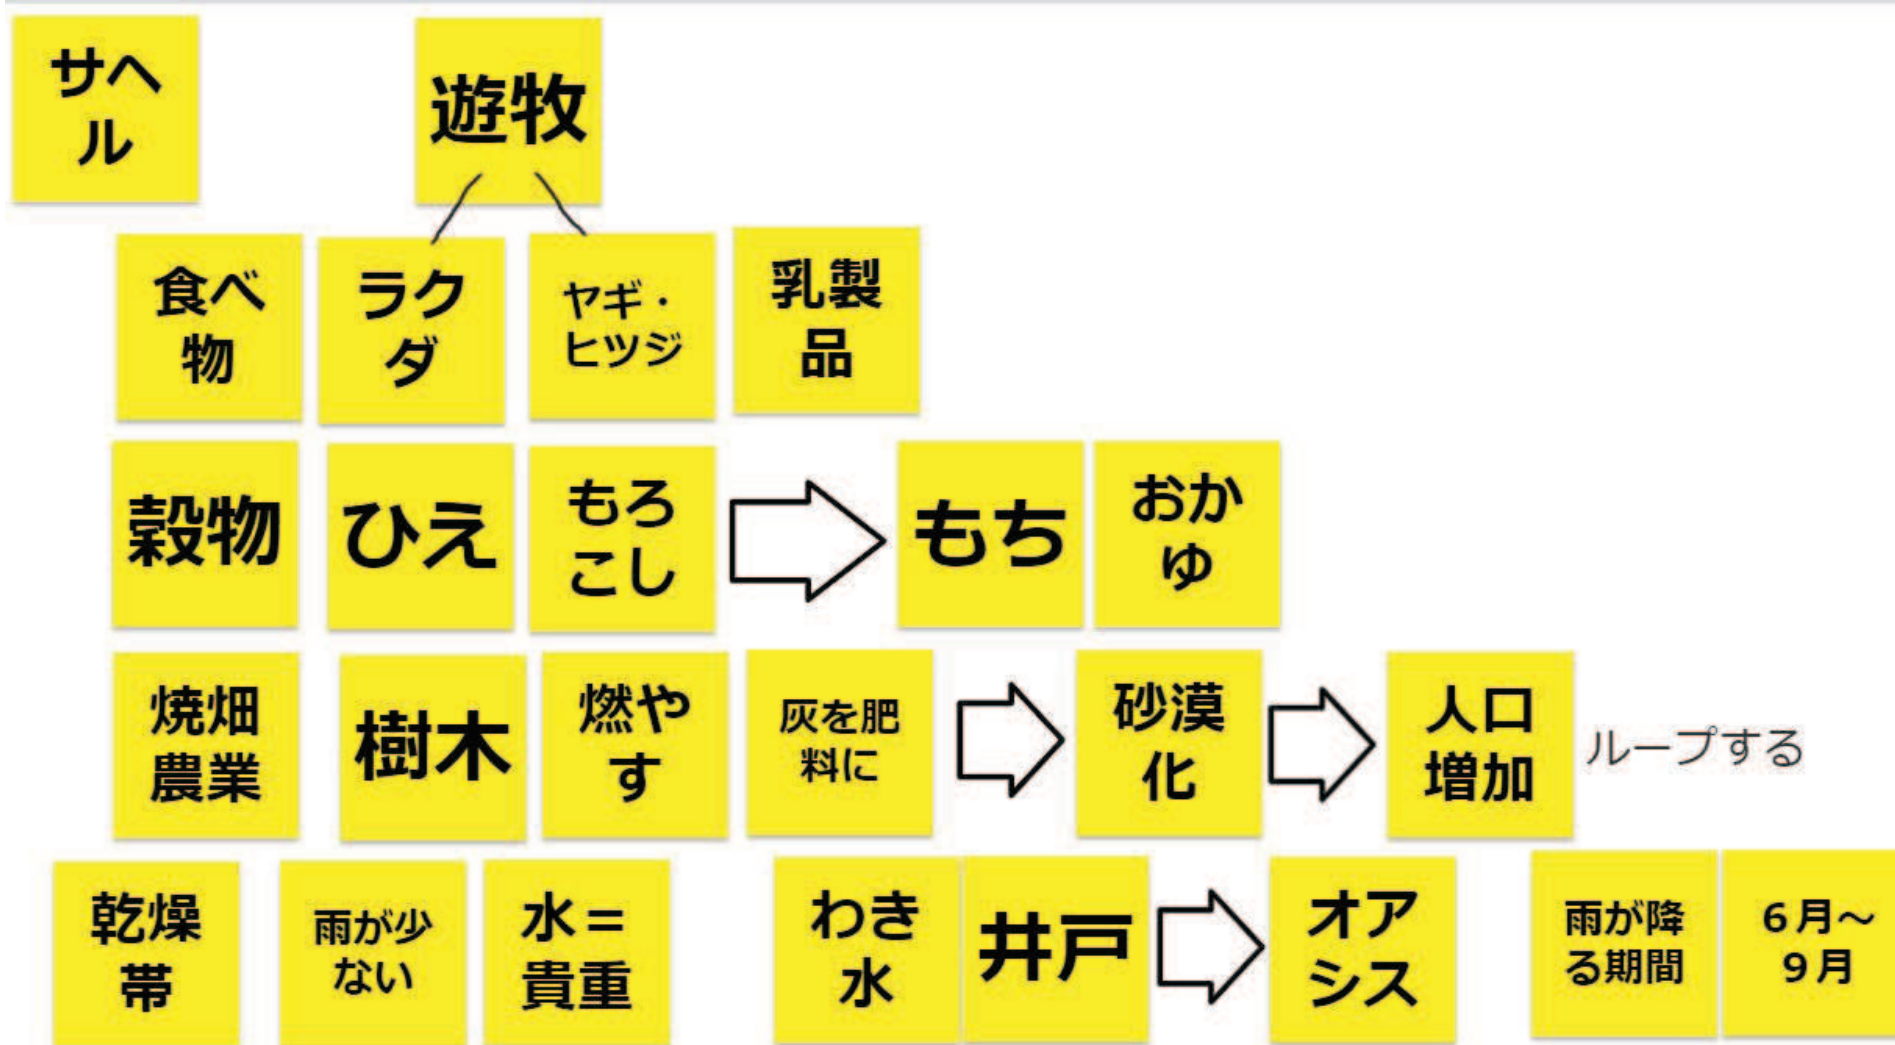 サヘ
ル
遊牧
食べ
物
ラク
ダ
ヤギ・
ヒツジ
乳製
品
穀物
ひえ
もろ
こし
もち
おか
ゆ
焼畑
農業
樹木
燃や
す
灰を肥
料に
砂漠
化
人口
増加
ループする
乾燥
帯
雨が少
ない
水＝
貴重
わき
水
井戸
オア
シス
雨が降
る期間
６月～
９月